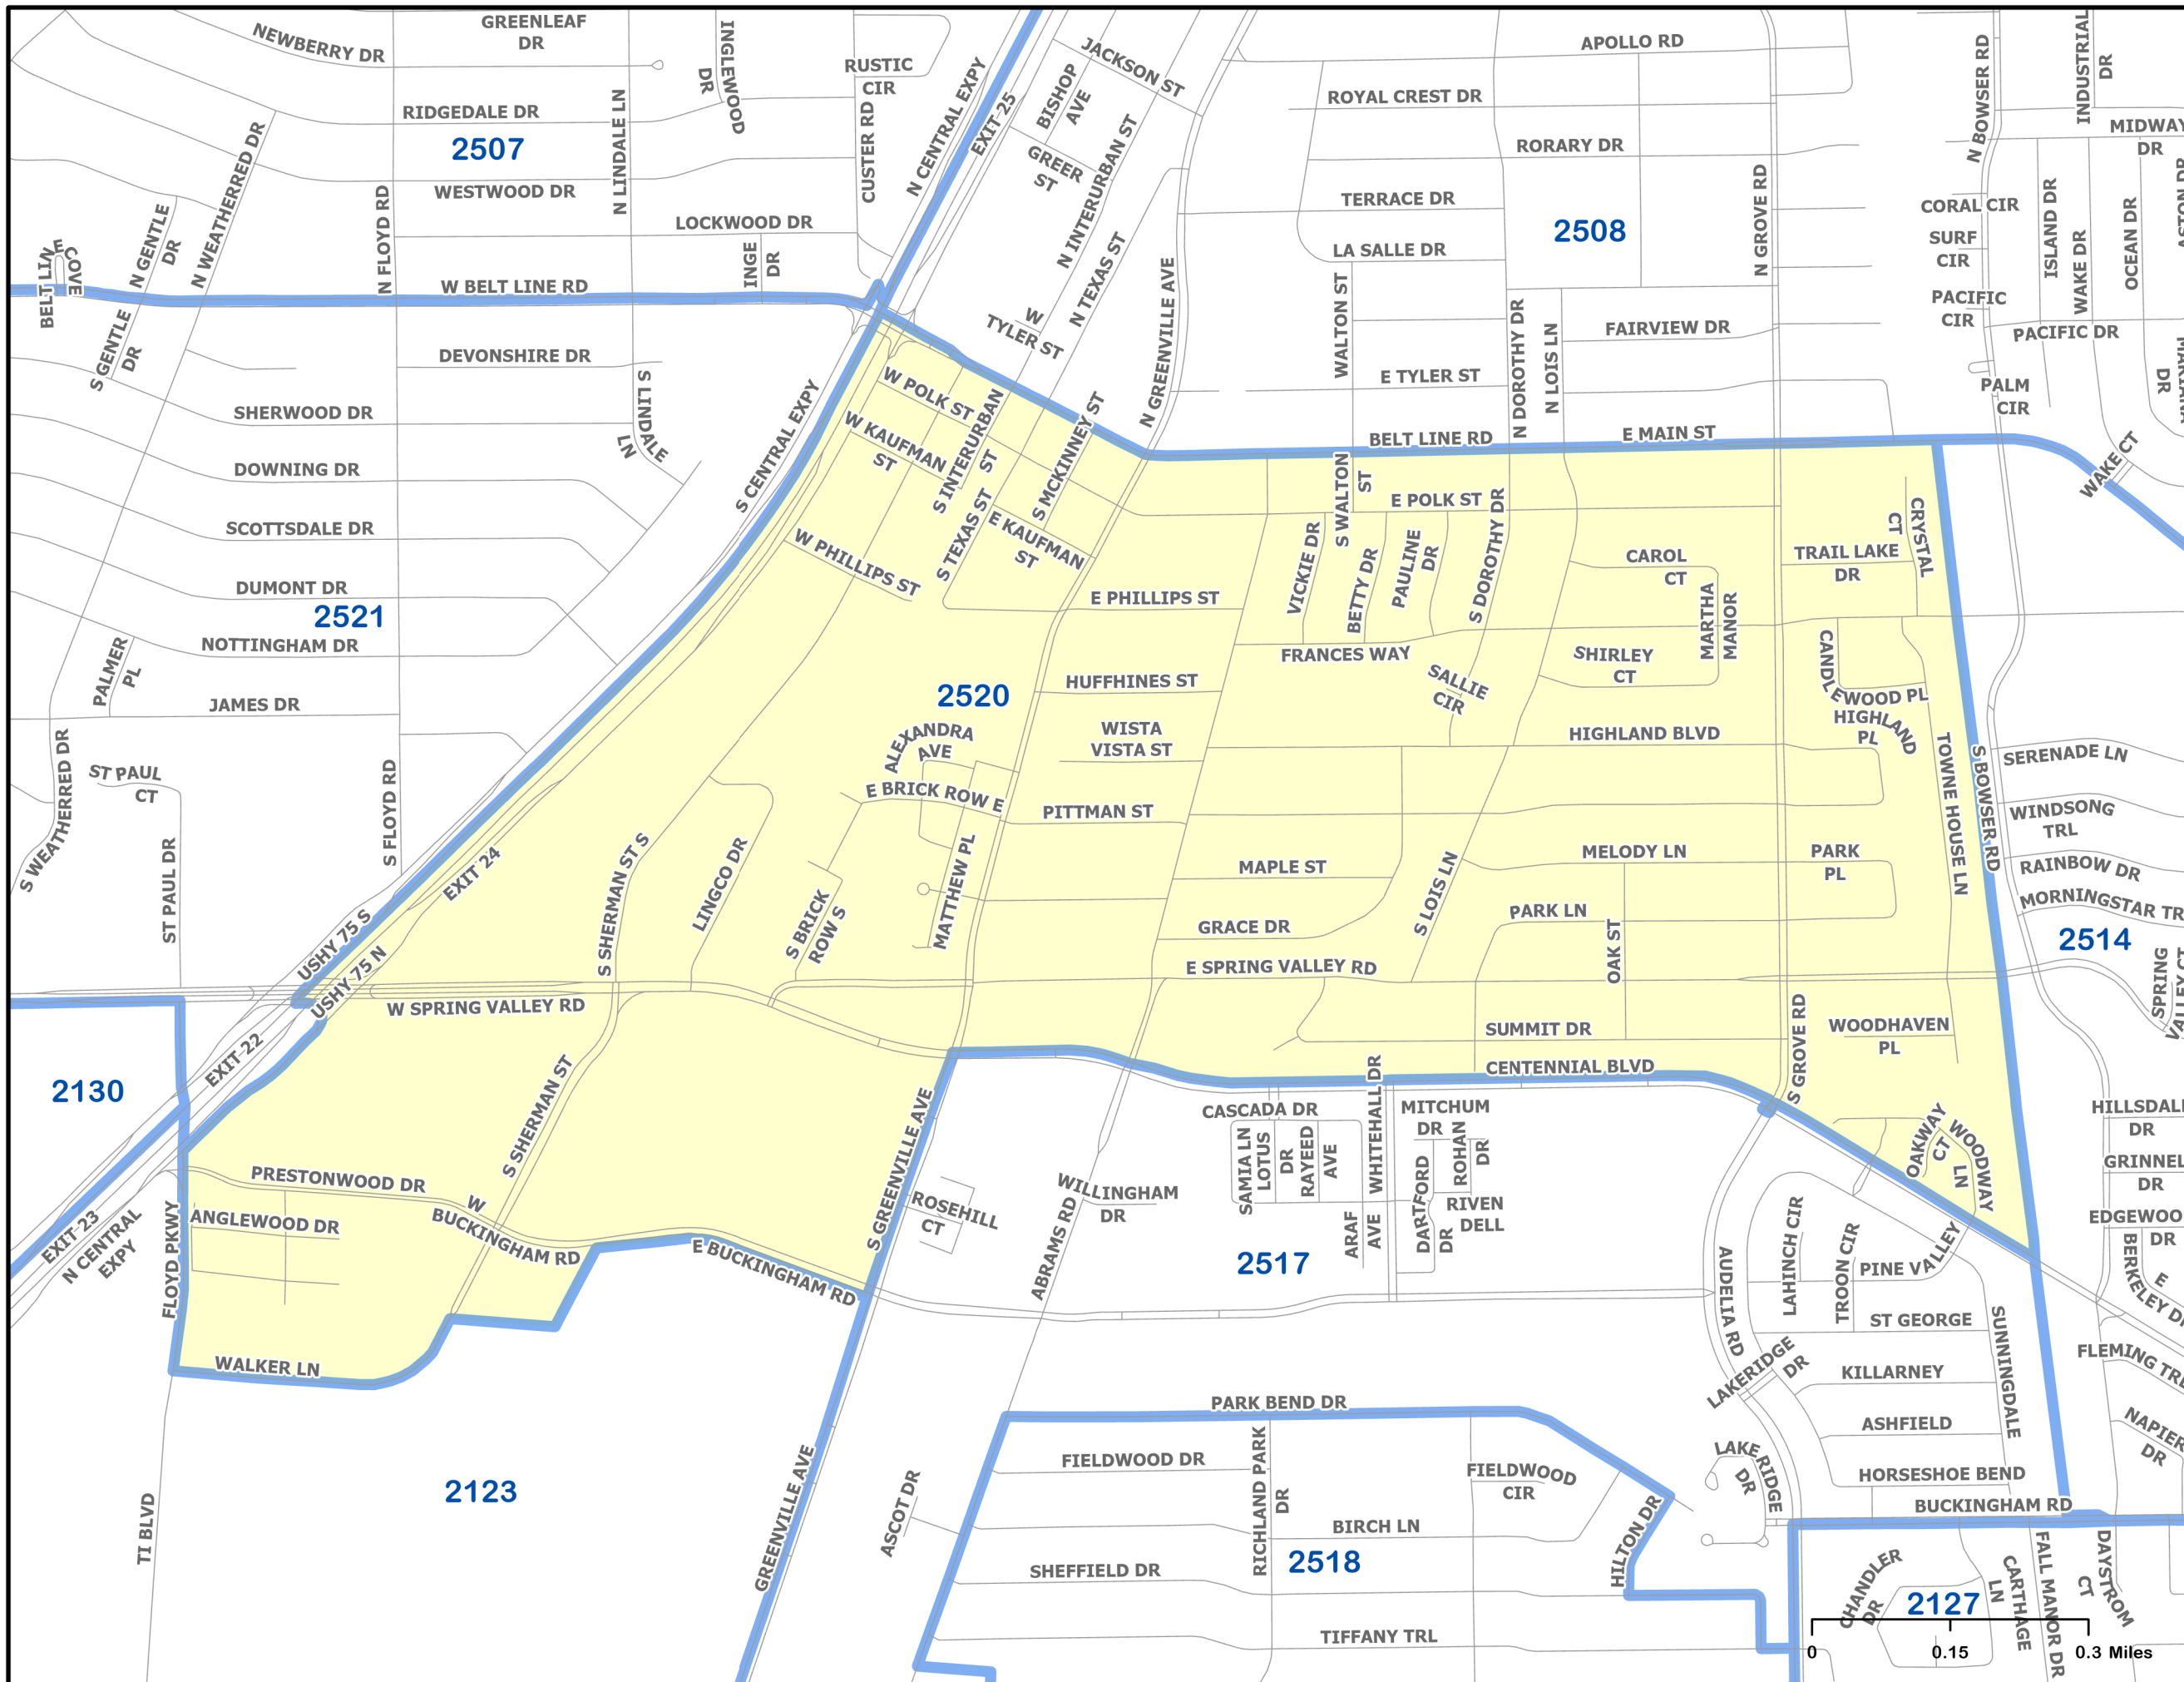 NEWBERRY DR
GREENLEAF
DR
INGLEWOOD
DR
RUSTIC
CIR
N CENTRAL EXPY
EXIT 25
JACKSON ST
BISHOP
AVE
APOLLO RD
N BOWSER RD
INDUSTRIAL
DR
RIDGEDALE DR
2507
N LINDALE LN
CUSTER RD
GREER
ST
N INTERURBAN ST
ROYAL CREST DR
RORARY DR
MIDWAY
DR
ASTON DR
WESTWOOD DR
LOCKWOOD DR
N GENTLE
DR
N WEATHERRED DR
N FLOYD RD
TERRACE DR
2508
N GROVE RD
CORAL CIR
SURF
CIR
ISLAND DR
WAKE DR
OCEAN DR
BELT LINE
COVE
W BELT LINE RD
INGE
DR
N TEXAS ST
N GREENVILLE AVE
LA SALLE DR
WALTON ST
PACIFIC
CIR
PACIFIC DR
S GENTLE
DR
DEVONSHIRE DR
W
TYLER ST
N DOROTHY DR
N LOIS LN
FAIRVIEW DR
E TYLER ST
PALM
CIR
DR
SHERWOOD DR
S LINDALE
LN
S CENTRAL EXPY
W POLK ST
W KAUFMAN
ST
S INTERURBAN
ST
S MCKINNEY ST
BELT LINE RD
E MAIN ST
WAKE CT
DOWNING DR
SCOTTSDALE DR
S TEXAS ST
E KAUFMAN
ST
S WALTON
ST
E POLK ST
S DOROTHY DR
CRYSTAL
CT
W PHILLIPS ST
VICKIE DR
BETTY DR
PAULINE
DR
CAROL
CT
TRAIL LAKE
DR
DUMONT DR
2521
E PHILLIPS ST
MARTHA
MANOR
NOTTINGHAM DR
PALMER
PL
FRANCES WAY
SHIRLEY
CT
CANDLEWOOD PL
JAMES DR
2520
HUFFHINES ST
SALLIE
CIR
HIGHLAND
PL
S WEATHERRED DR
ST PAUL
CT
S FLOYD RD
ALEXANDRA
AVE
WISTA
VISTA ST
HIGHLAND BLVD
TOWNE HOUSE LN
S BOWSER RD
SERENADE LN
E BRICK ROW E
PITTMAN ST
WINDSONG
TRL
ST PAUL DR
EXIT 24
S SHERMAN ST S
LINGCO DR
S BRICK
ROW S
MATTHEW PL
MAPLE ST
S LOIS LN
MELODY LN
PARK
PL
RAINBOW DR
MORNINGSTAR TR
GRACE DR
PARK LN
OAK ST
2514
USHY 75 S
USHY 75 N
E SPRING VALLEY RD
SPRING
VALLEY CT
W SPRING VALLEY RD
EXIT 22
SUMMIT DR
S GROVE RD
WOODHAVEN
PL
2130
S SHERMAN ST
S GREENVILLE AVE
CENTENNIAL BLVD
CASCADA DR
WHITEHALL DR
MITCHUM
DR
HILLSDALE
DR
SAMIA LN
LOTUS
DR
RAYEED
AVE
ROHAN
DR
OAKWAY
CT
WOODWAY
LN
GRINNEL
DR
PRESTONWOOD DR
W
BUCKINGHAM RD
ANGLEWOOD DR
FLOYD PKWY
ROSEHILL
CT
WILLINGHAM
DR
ABRAMS RD
ARAF
AVE
DARTFORD
DR
RIVEN
DELL
EDGEWOO
DR
EXIT 23
N CENTRAL
EXPY
E BUCKINGHAM RD
2517
AUDELIA RD
LAHINCH CIR
TROON CIR
PINE VALLEY
E
BERKELEY DR
ST GEORGE
SUNNINGDALE
WALKER LN
LAKERIDGE
DR
KILLARNEY
FLEMING TRL
PARK BEND DR
ASHFIELD
NAPIER
DR
FIELDWOOD DR
RICHLAND PARK
DR
FIELDWOOD
CIR
LAKE RIDGE
DR
HORSESHOE BEND
2123
BUCKINGHAM RD
TI BLVD
GREENVILLE AVE
ASCOT DR
BIRCH LN
HILTON DR
2518
SHEFFIELD DR
CHANDLER
DR
2127
CARTHAGE
LN
FALL MANOR DR
DAYSTROM
CT
TIFFANY TRL
0
0.15
0.3 Miles